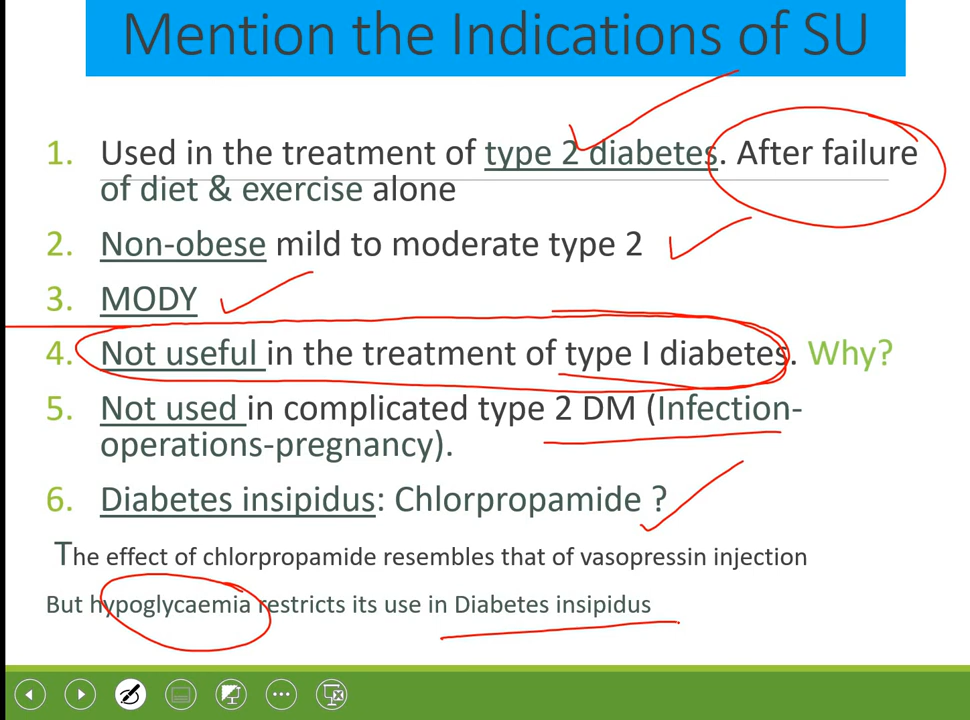 Mention the Indications of SU
1. Used in the treatment of type 2 diabetes. After failure
of diet & exercise alone
2. Non-obese mild to moderate type 2
3. MODY
4. Not useful in the treatment of type I diabetes. Why?
5. Not used in complicated type 2 DM (Infection-
operations-pregnancy).
6. Diabetes insipidus: Chlorpropamide ?
The effect of chlorpropamide resembles that of vasopressin injection
But hypoglycaemia restricts its use in Diabetes insipidus